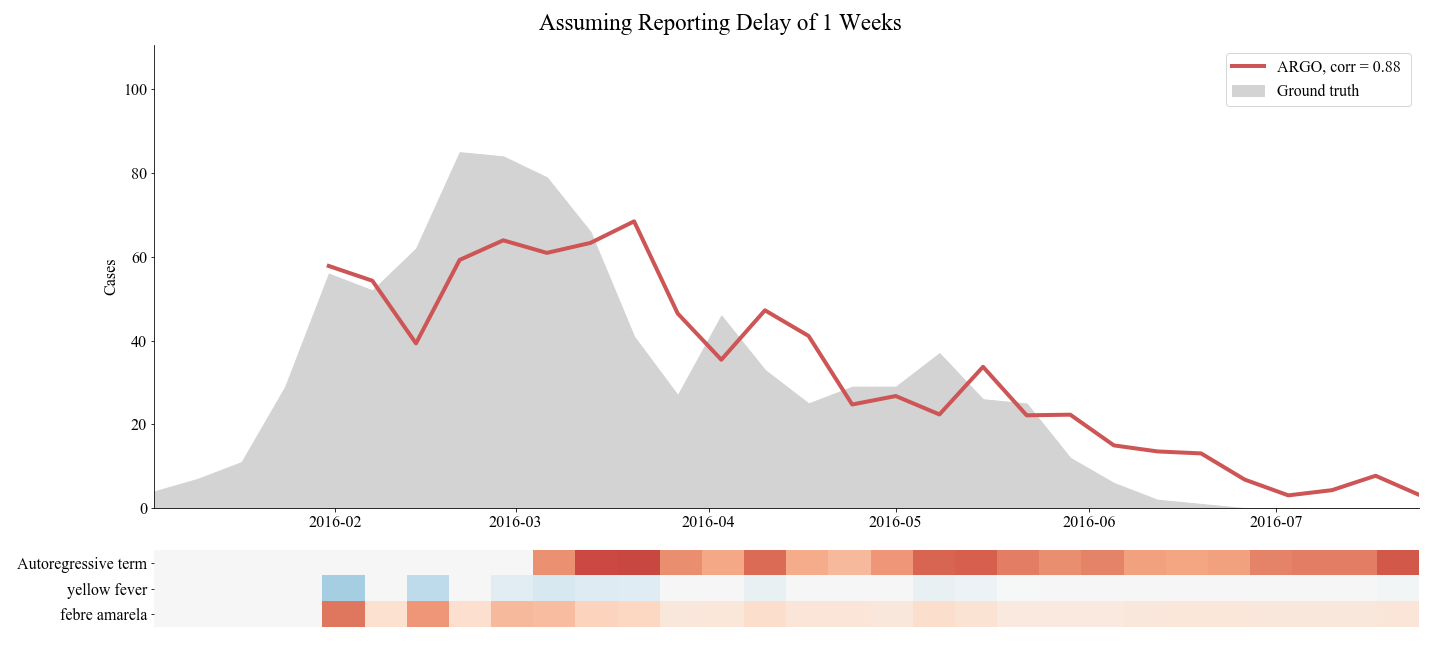 Assuming Reporting Delay of 1 Weeks
ARGO, corr = 0.88
Ground truth
100
80
60
40
20
0
Cases
2016-02 2016-03 2016-04 2016-05 2016-06 2016-07
Autoregressive term
yellow fever
febre amarela